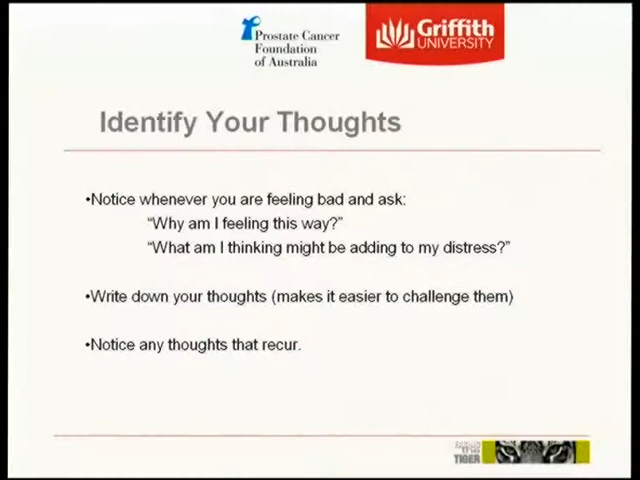 Prostate Cancer
Foundation
of Australia
Griffith
UNIVERSITY
Identify Your Thoughts
•Notice whenever you are feeling bad and ask:
“Why am I feeling this way?”
“What am I thinking might be adding to my distress?”
•Write down your thoughts (makes it easier to challenge them)
•Notice any thoughts that recur.
TIGER